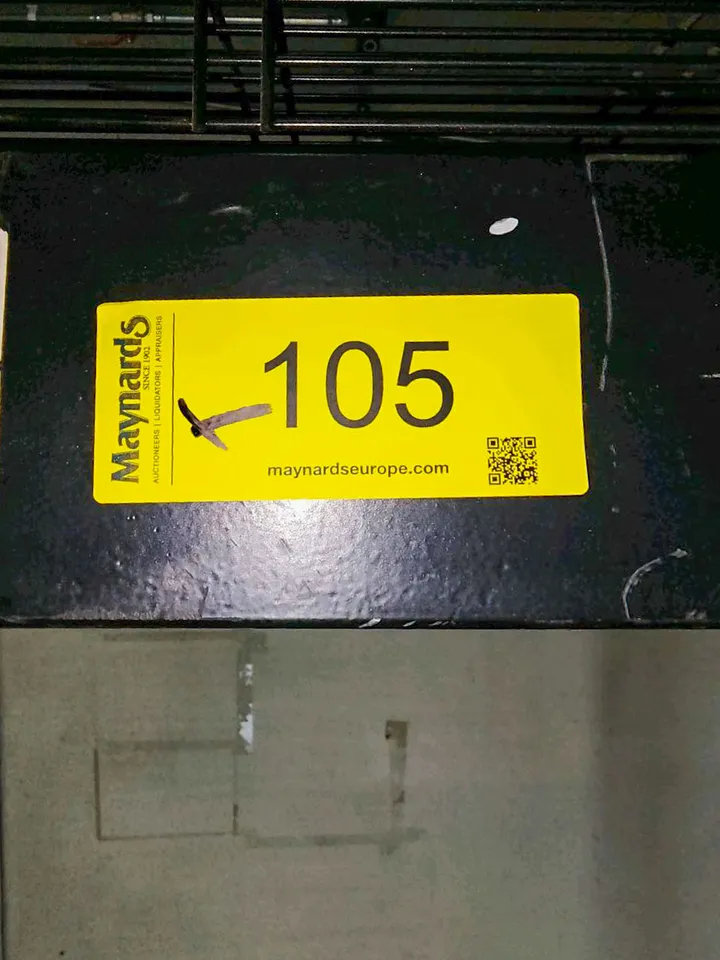 Maynards
SINCE 1902
AUCTIONEERS | LIQUIDATORS | APPRAISERS
105
maynardseurope.com